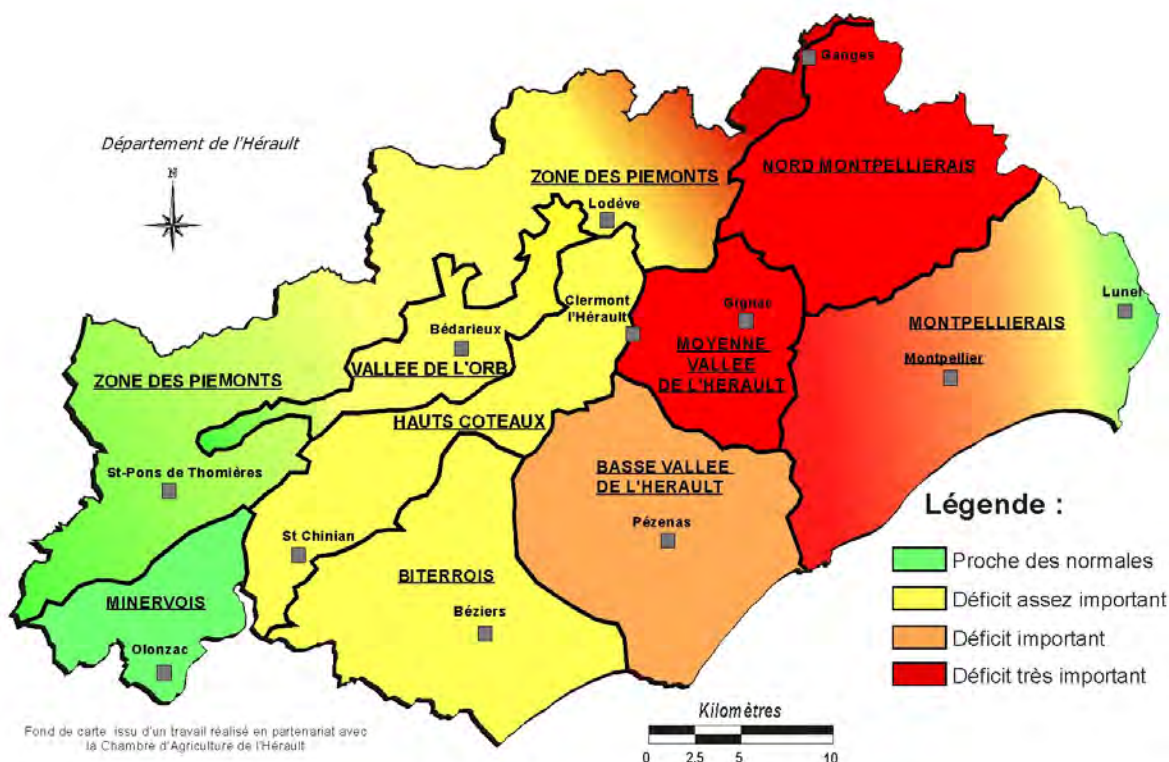 Ganges
Département de l'Hérault
N
NORD MONTPELLIERAIS
ZONE DES PIEMONTS
Lodéve
Clermont
l'Hérault
Gignac
Lunel
MONTPELLIERAIS
Bédarieux
MOYENNE
VALLEE
DE L'HERAULT
Montpellier
VALLEE DE L'ORB
ZONE DES PIEMONTS
HAUTS COTEAUX
St-Pons de Thomières
BASSE VALLEE
DE L'HERAULT
Pézenas
St Chinian
BITERROIS
Béziers
MINERVOIS
Olonzac
Légende :
Proche des normales
Déficit assez important
Déficit important
Déficit très important
Kilomètres
0 2,5 5 10
Fond de carte issu d'un travail réalisé en partenariat avec
la Chambre d'Agriculture de l'Hérault